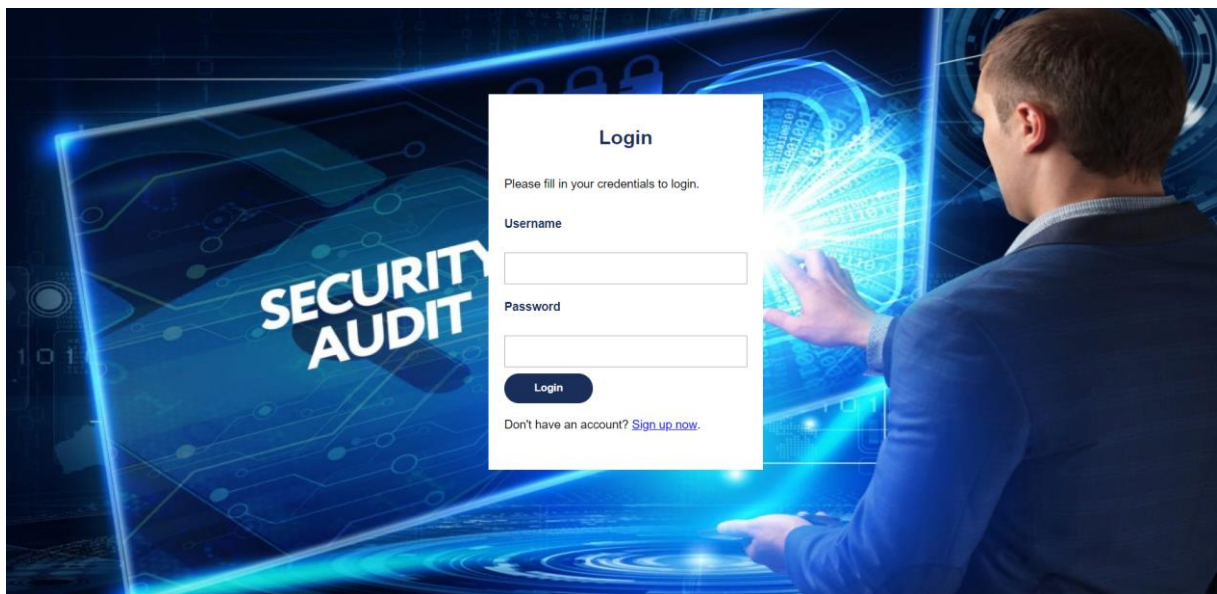 Login
Please fill in your credentials to login.
Username
SECURITY
AUDIT
Password
Login
Don't have an account? Sign up now.